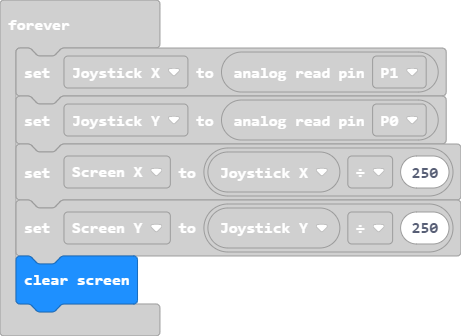 forever
set Joystick X to analog read pin P1
set Joystick Y to analog read pin P0
set Screen X to Joystick X ÷ 250
set Screen Y to Joystick Y ÷ 250
clear screen